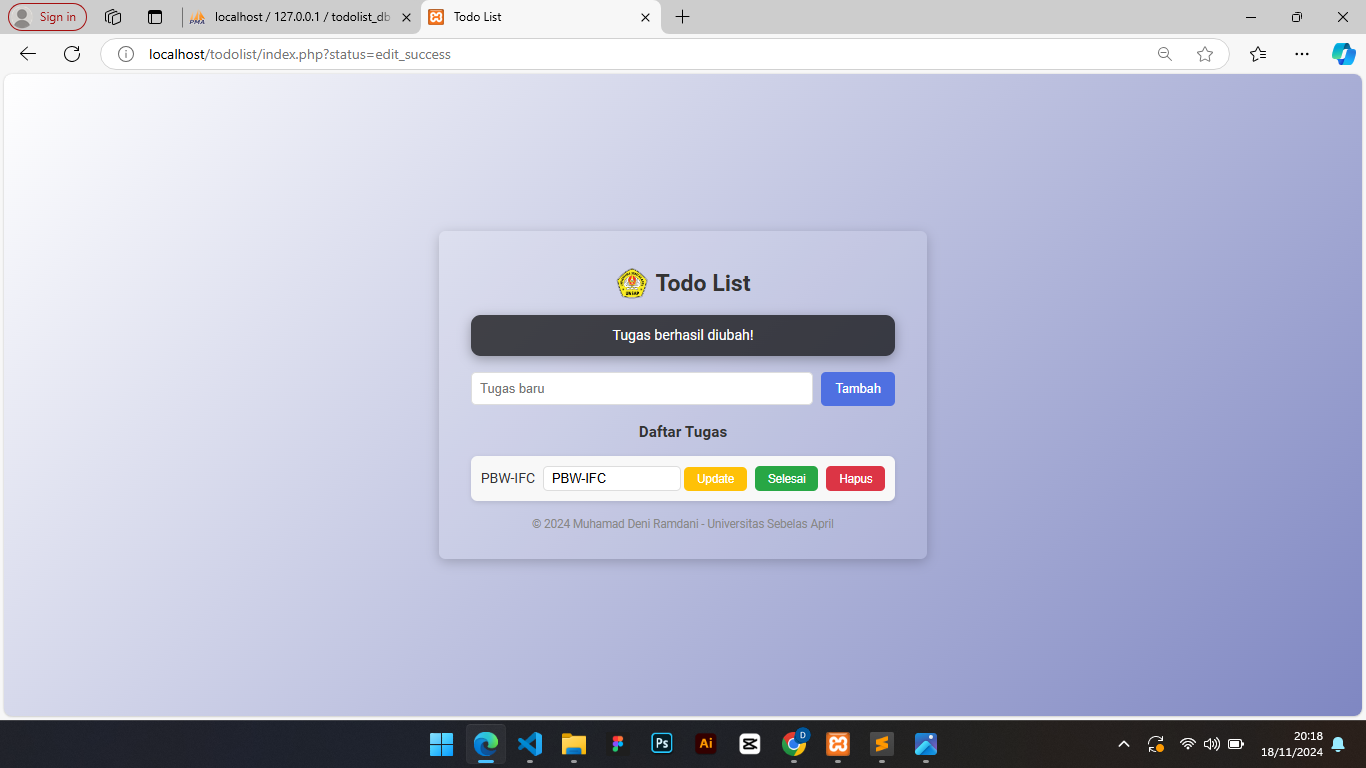 Sign in
PMA
localhost / 127.0.0.1 / todolist_db
Todo List
localhost/todolist/index.php?status=edit_success
Todo List
Tugas berhasil diubah!
Tugas baru
Tambah
Daftar Tugas
PBW-IFC
PBW-IFC
Update
Selesai
Hapus
© 2024 Muhamad Deni Ramdani - Universitas Sebelas April
Ps
Ai
D
20:18
18/11/2024